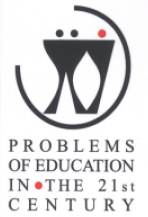 PROBLEMS
OF EDUCATION
IN•THE 21st
CENTURY